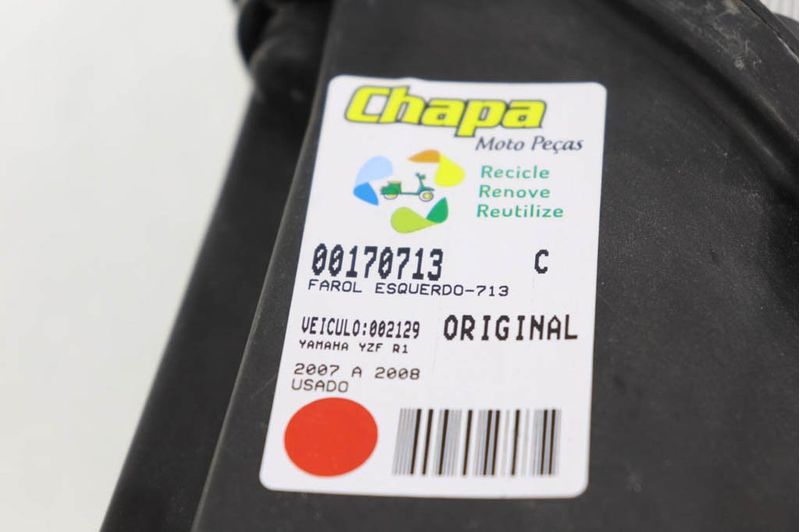 Chapa
Moto Peças
Recicle
Renove
Reutilize
00170713 C
FAROL ESQUERDO-713
VEICULO:002129 ORIGINAL
YAMAHA YZF R1
2007 A 2008
USADO